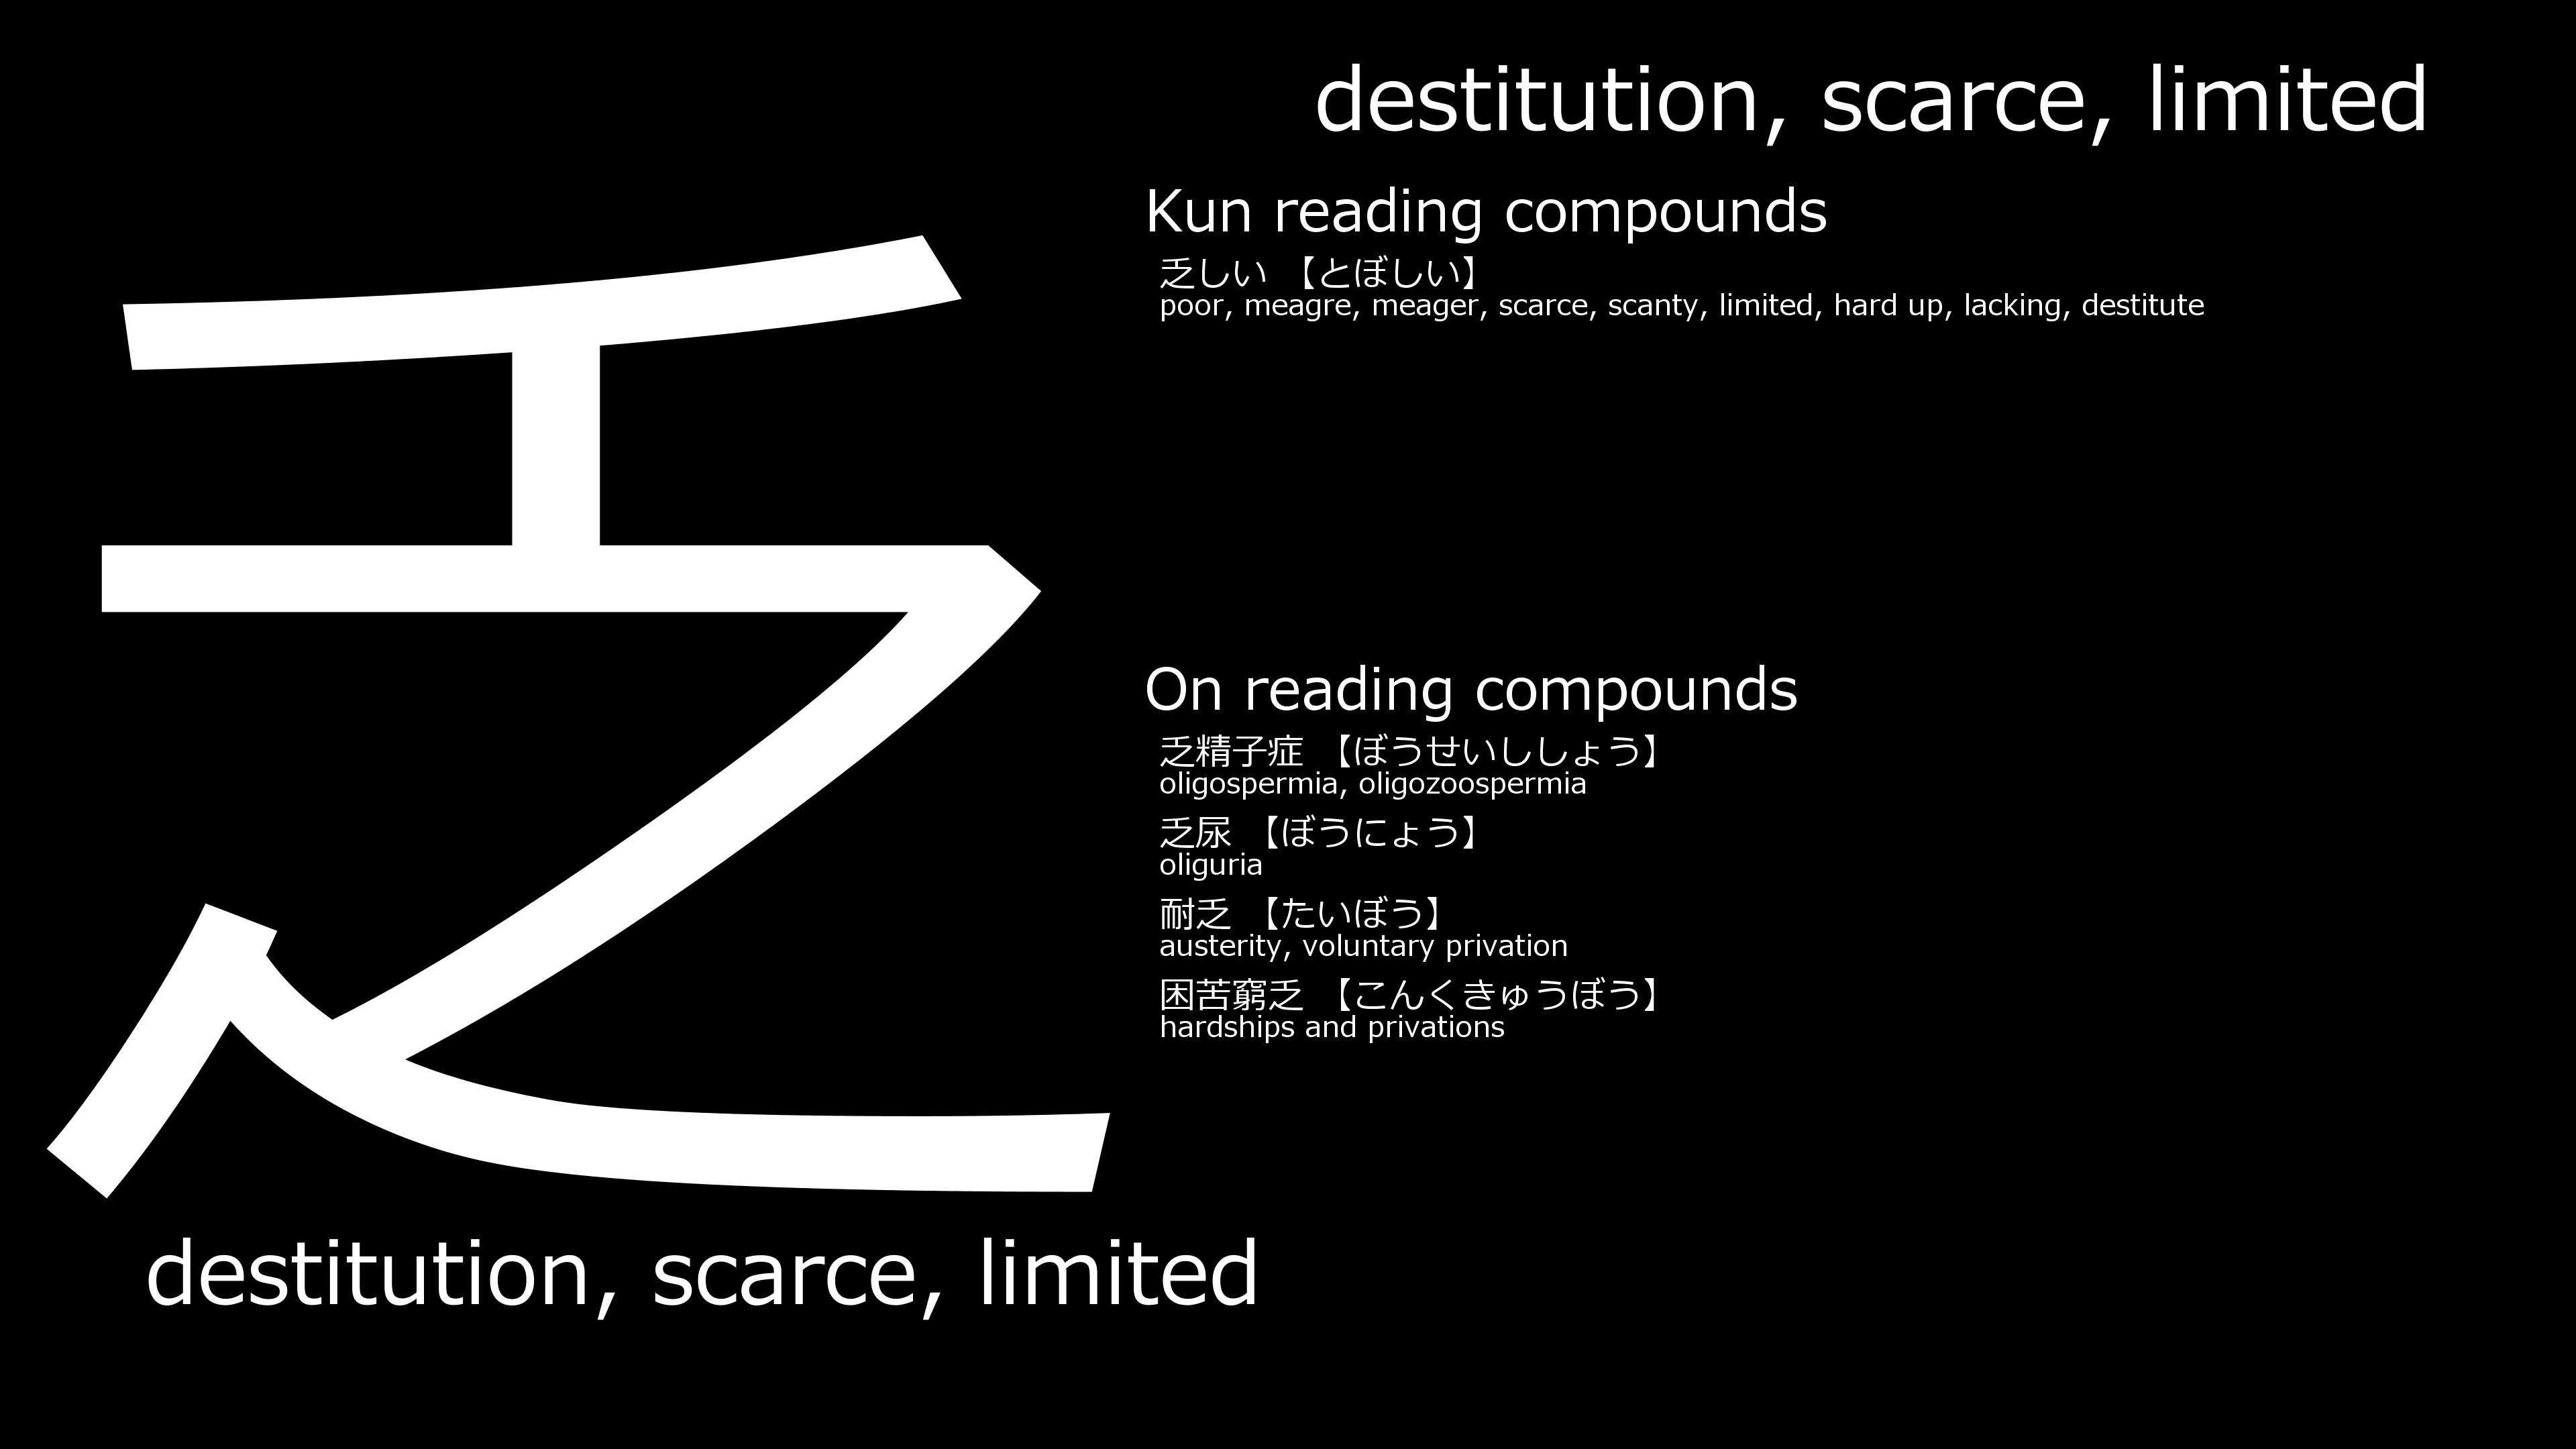 乏
destitution, scarce, limited
destitution, scarce, limited
Kun reading compounds
乏しい 【とぼしい】
poor, meagre, meager, scarce, scanty, limited, hard up, lacking, destitute
On reading compounds
乏精子症 【ぼうせいししょう】
oligospermia, oligozoospermia
乏尿 【ぼうにょう】
oliguria
耐乏 【たいぼう】
austerity, voluntary privation
困苦窮乏 【こんくきゅうぼう】
hardships and privations